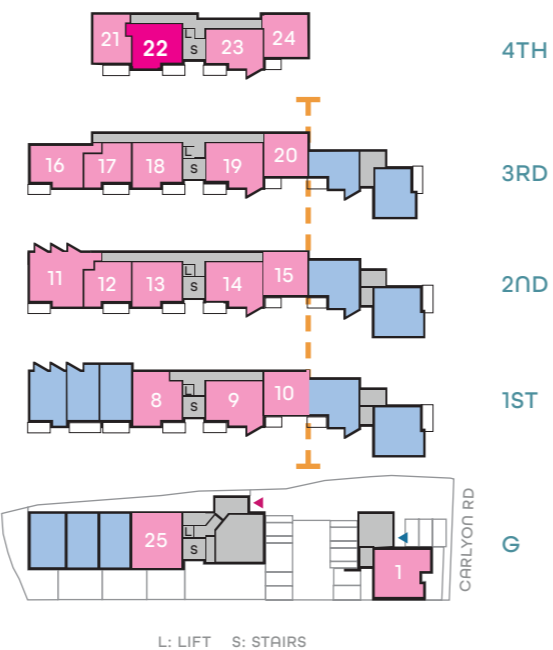 21 22 L S 23 24 4TH
16 17 18 L S 19 20 3RD
11 12 13 L S 14 15 2ND
8 L S 9 10 1ST
25 L S 1 CARLYON RD G
L: LIFT S: STAIRS